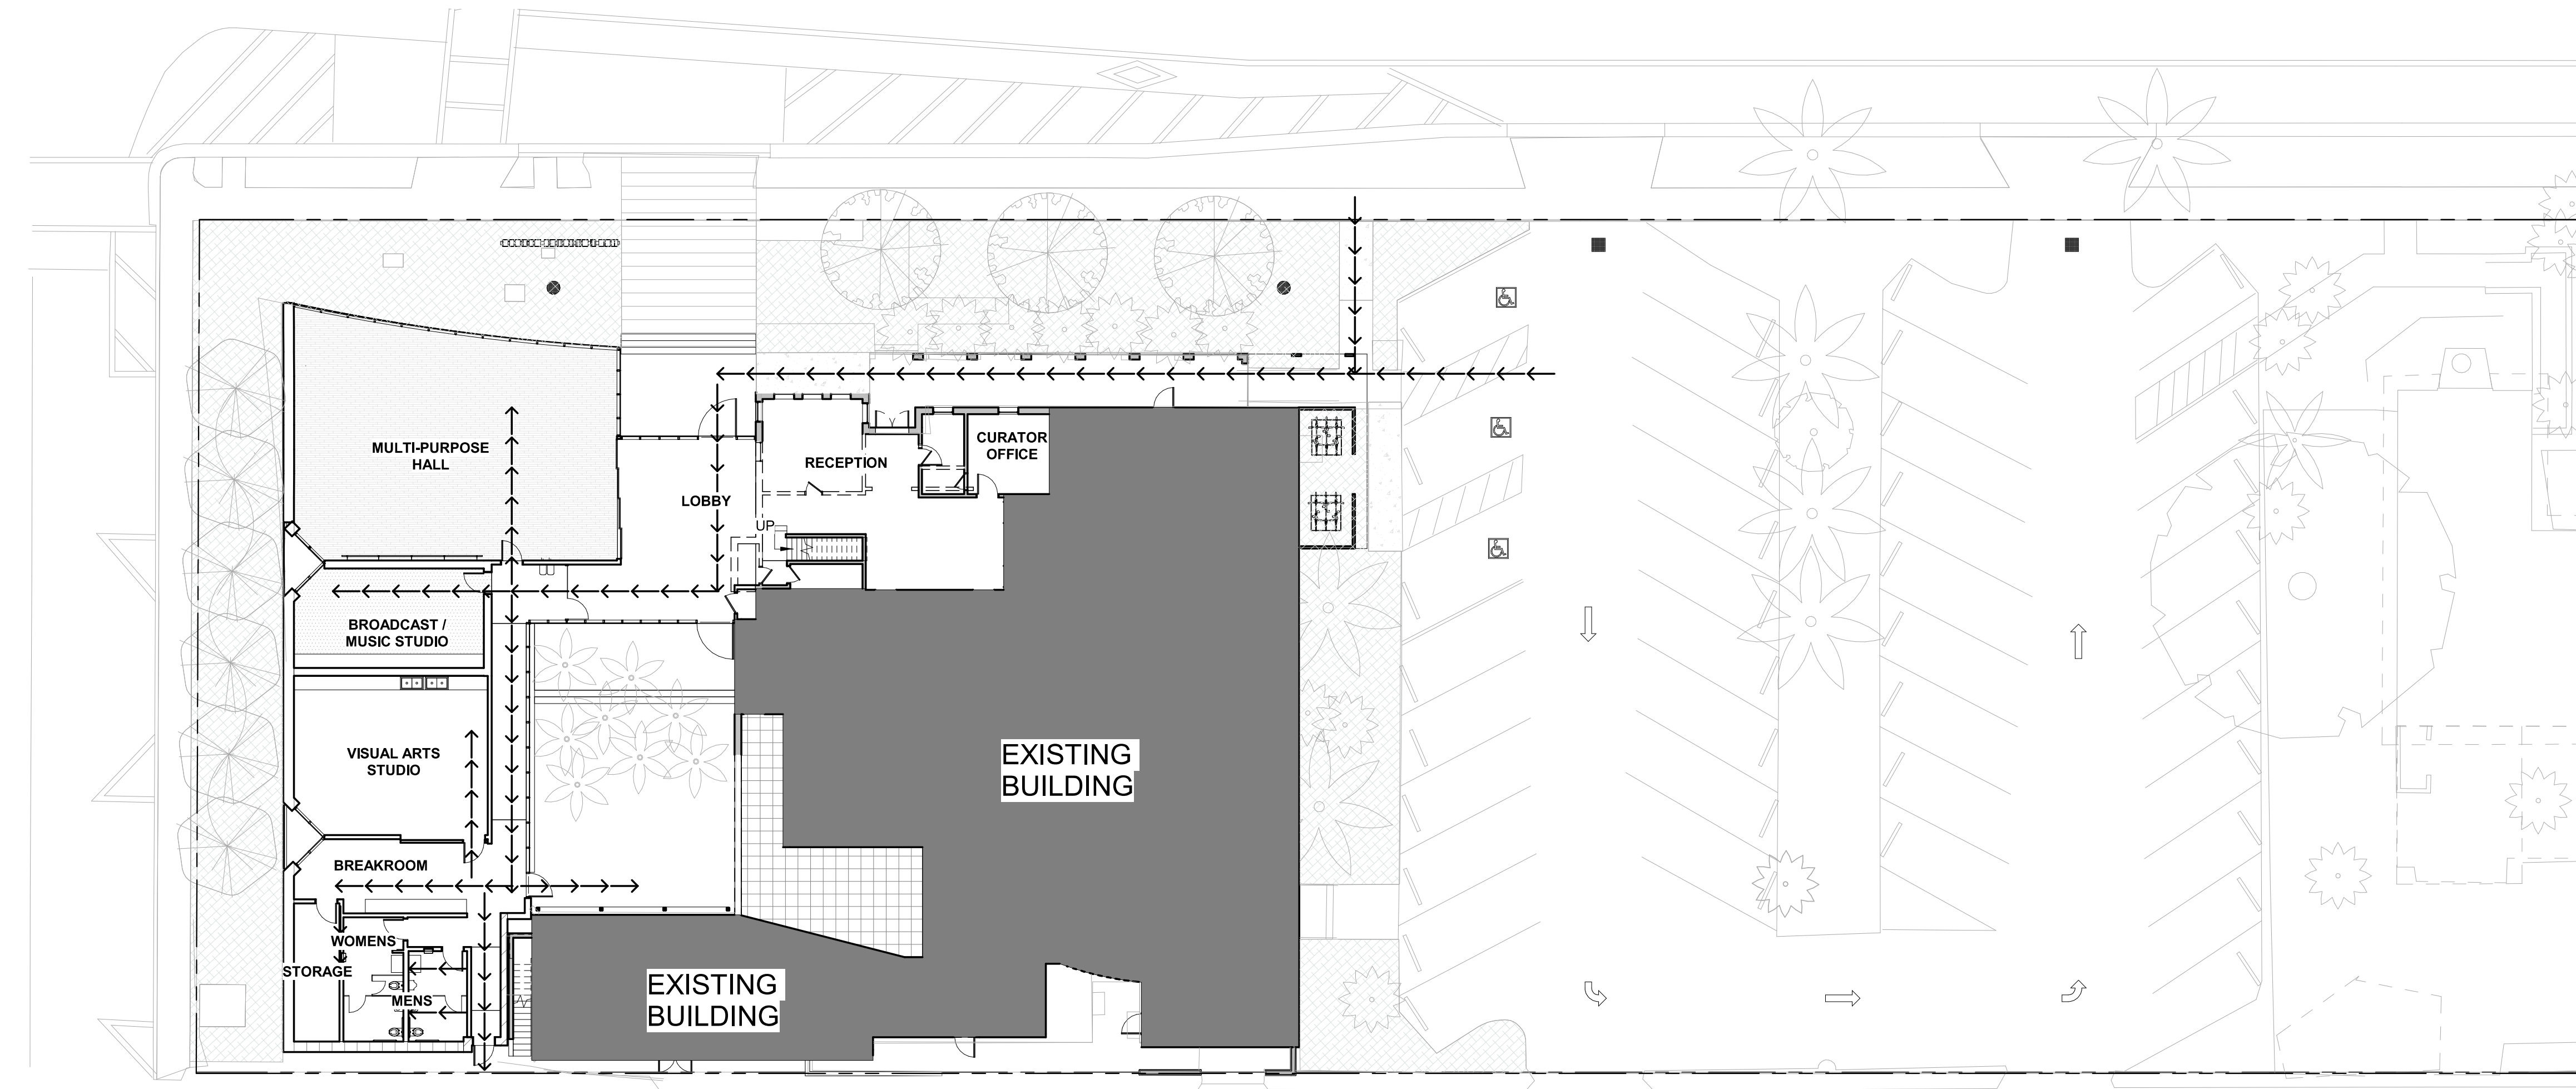 MULTI-PURPOSE
HALL
LOBBY
RECEPTION
CURATOR
OFFICE
UP
BROADCAST /
MUSIC STUDIO
VISUAL ARTS
STUDIO
BREAKROOM
WOMENS
STORAGE
MENS
EXISTING
BUILDING
EXISTING
BUILDING